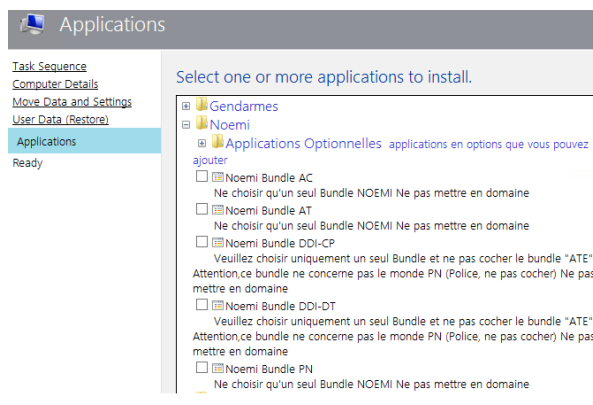 Applications
Task Sequence
Computer Details
Move Data and Settings
User Data (Restore)
Applications
Ready
Select one or more applications to install.
Gendarmes
Noemi
Applications Optionnelles applications en options que vous pouvez
ajouter
Noemi Bundle AC
Ne choisir qu'un seul Bundle NOEMI Ne pas mettre en domaine
Noemi Bundle AT
Ne choisir qu'un seul Bundle NOEMI Ne pas mettre en domaine
Noemi Bundle DDI-CP
Veuillez choisir uniquement un seul Bundle et ne pas cocher le bundle "ATE"
Attention,ce bundle ne concerne pas le monde PN (Police, ne pas cocher) Ne pas
mettre en domaine
Noemi Bundle DDI-DT
Veuillez choisir uniquement un seul Bundle et ne pas cocher le bundle "ATE"
Attention,ce bundle ne concerne pas le monde PN (Police, ne pas cocher) Ne pas
mettre en domaine
Noemi Bundle PN
Ne choisir qu'un seul Bundle NOEMI Ne pas mettre en domaine